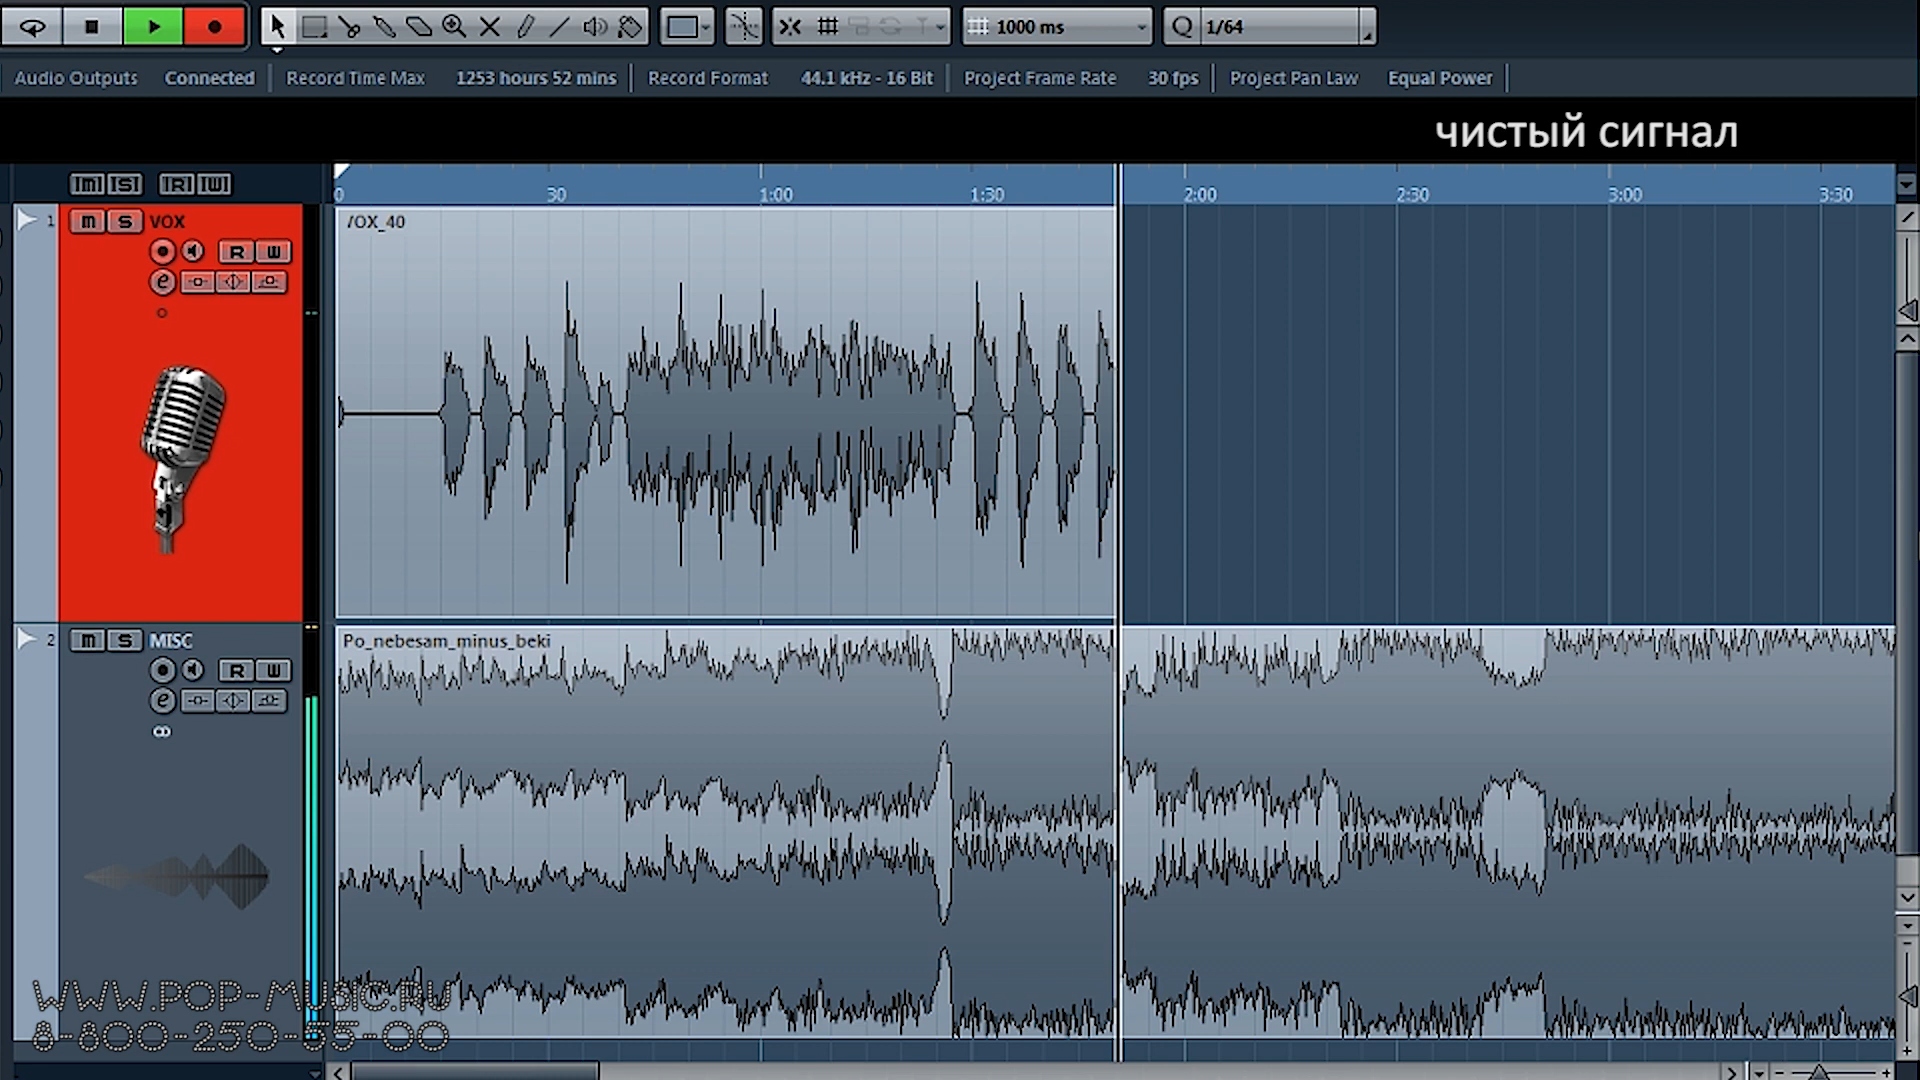 1000 ms Q 1/64
Audio Outputs Connected Record Time Max 1253 hours 52 mins Record Format 44.1 kHz - 16 Bit Project Frame Rate 30 fps Project Pan Law Equal Power
чистый сигнал
M S R W
0 30 1:00 1:30 2:00 2:30 3:00 3:30
1 m S VOX
/OX_40
R W
e
2 m S MISC
Po_nebesam_minus_beki
R W
e
WWW.POP-MUSIC.RU
8-800-250-55-00